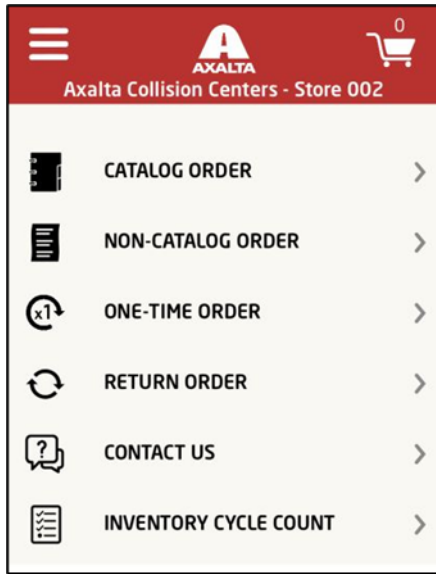 0
AXALTA
Axalta Collision Centers - Store 002
CATALOG ORDER
NON-CATALOG ORDER
x1
ONE-TIME ORDER
RETURN ORDER
?
CONTACT US
INVENTORY CYCLE COUNT